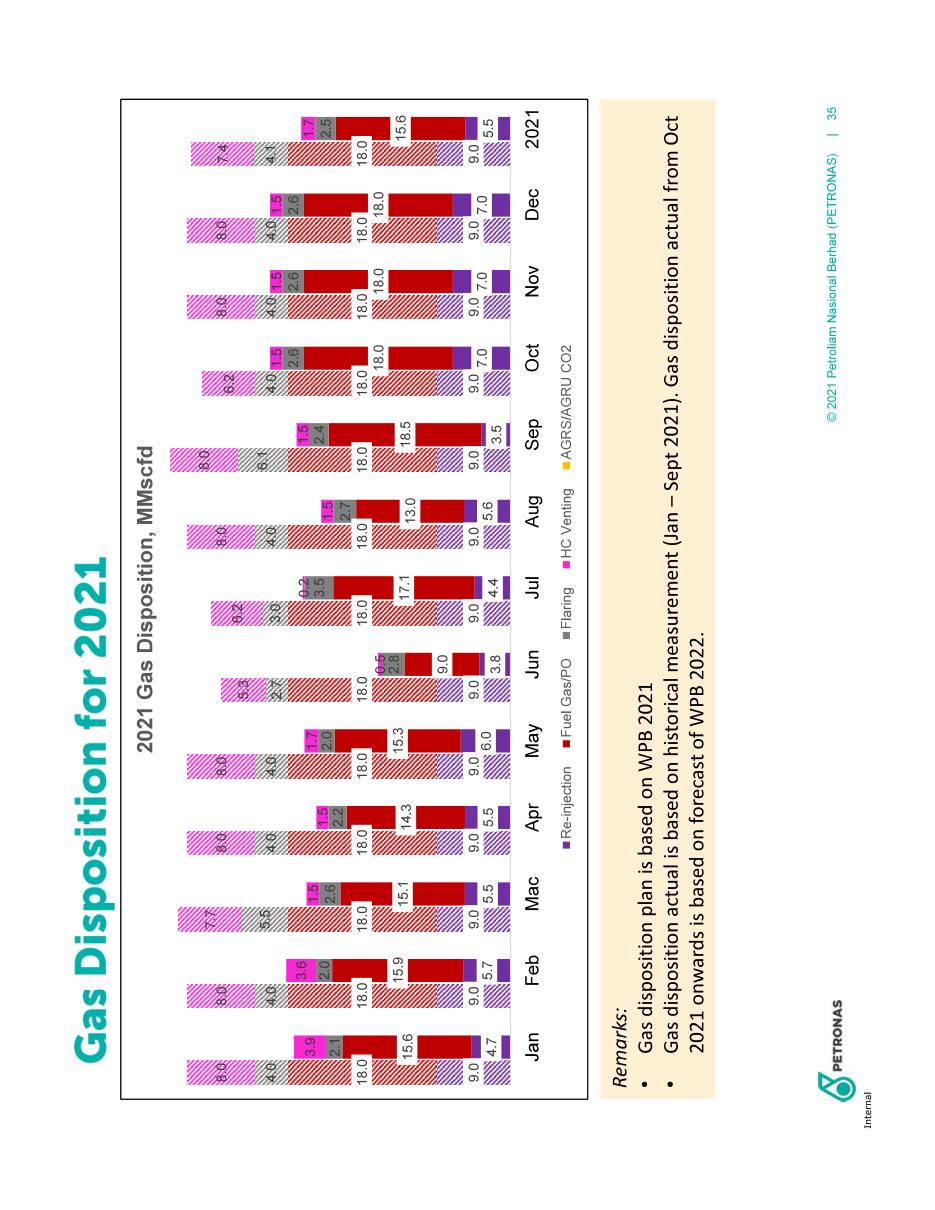 Gas Disposition for 2021
2021 Gas Disposition, MMscfd
8.0 4.0 18.0 9.0 3.9 2.1 15.6 4.7 Jan
8.0 4.0 18.0 9.0 3.6 2.0 15.9 5.7 Feb
7.7 5.5 18.0 9.0 1.5 2.6 15.1 5.5 Mac
8.0 4.0 18.0 9.0 1.5 2.2 14.3 5.5 Apr
8.0 4.0 18.0 9.0 1.7 2.0 15.3 6.0 May
5.3 2.7 18.0 9.0 0.5 2.8 9.0 3.8 Jun
6.2 3.0 18.0 9.0 0.2 3.5 17.1 4.4 Jul
8.0 4.0 18.0 9.0 1.5 2.7 13.0 5.6 Aug
8.0 6.1 18.0 9.0 1.5 2.4 18.5 3.5 Sep
6.2 4.0 18.0 9.0 1.5 2.6 18.0 7.0 Oct
8.0 4.0 18.0 9.0 1.5 2.6 18.0 7.0 Nov
8.0 4.0 18.0 9.0 1.5 2.6 18.0 7.0 Dec
7.4 4.1 18.0 9.0 1.7 2.5 15.6 5.5 2021
Re-injection Fuel Gas/PO Flaring HC Venting AGRS/AGRU CO2
Remarks:
• Gas disposition plan is based on WPB 2021
• Gas disposition actual is based on historical measurement (Jan – Sept 2021). Gas disposition actual from Oct
2021 onwards is based on forecast of WPB 2022.
PETRONAS
© 2021 Petroliam Nasional Berhad (PETRONAS) | 35
Internal